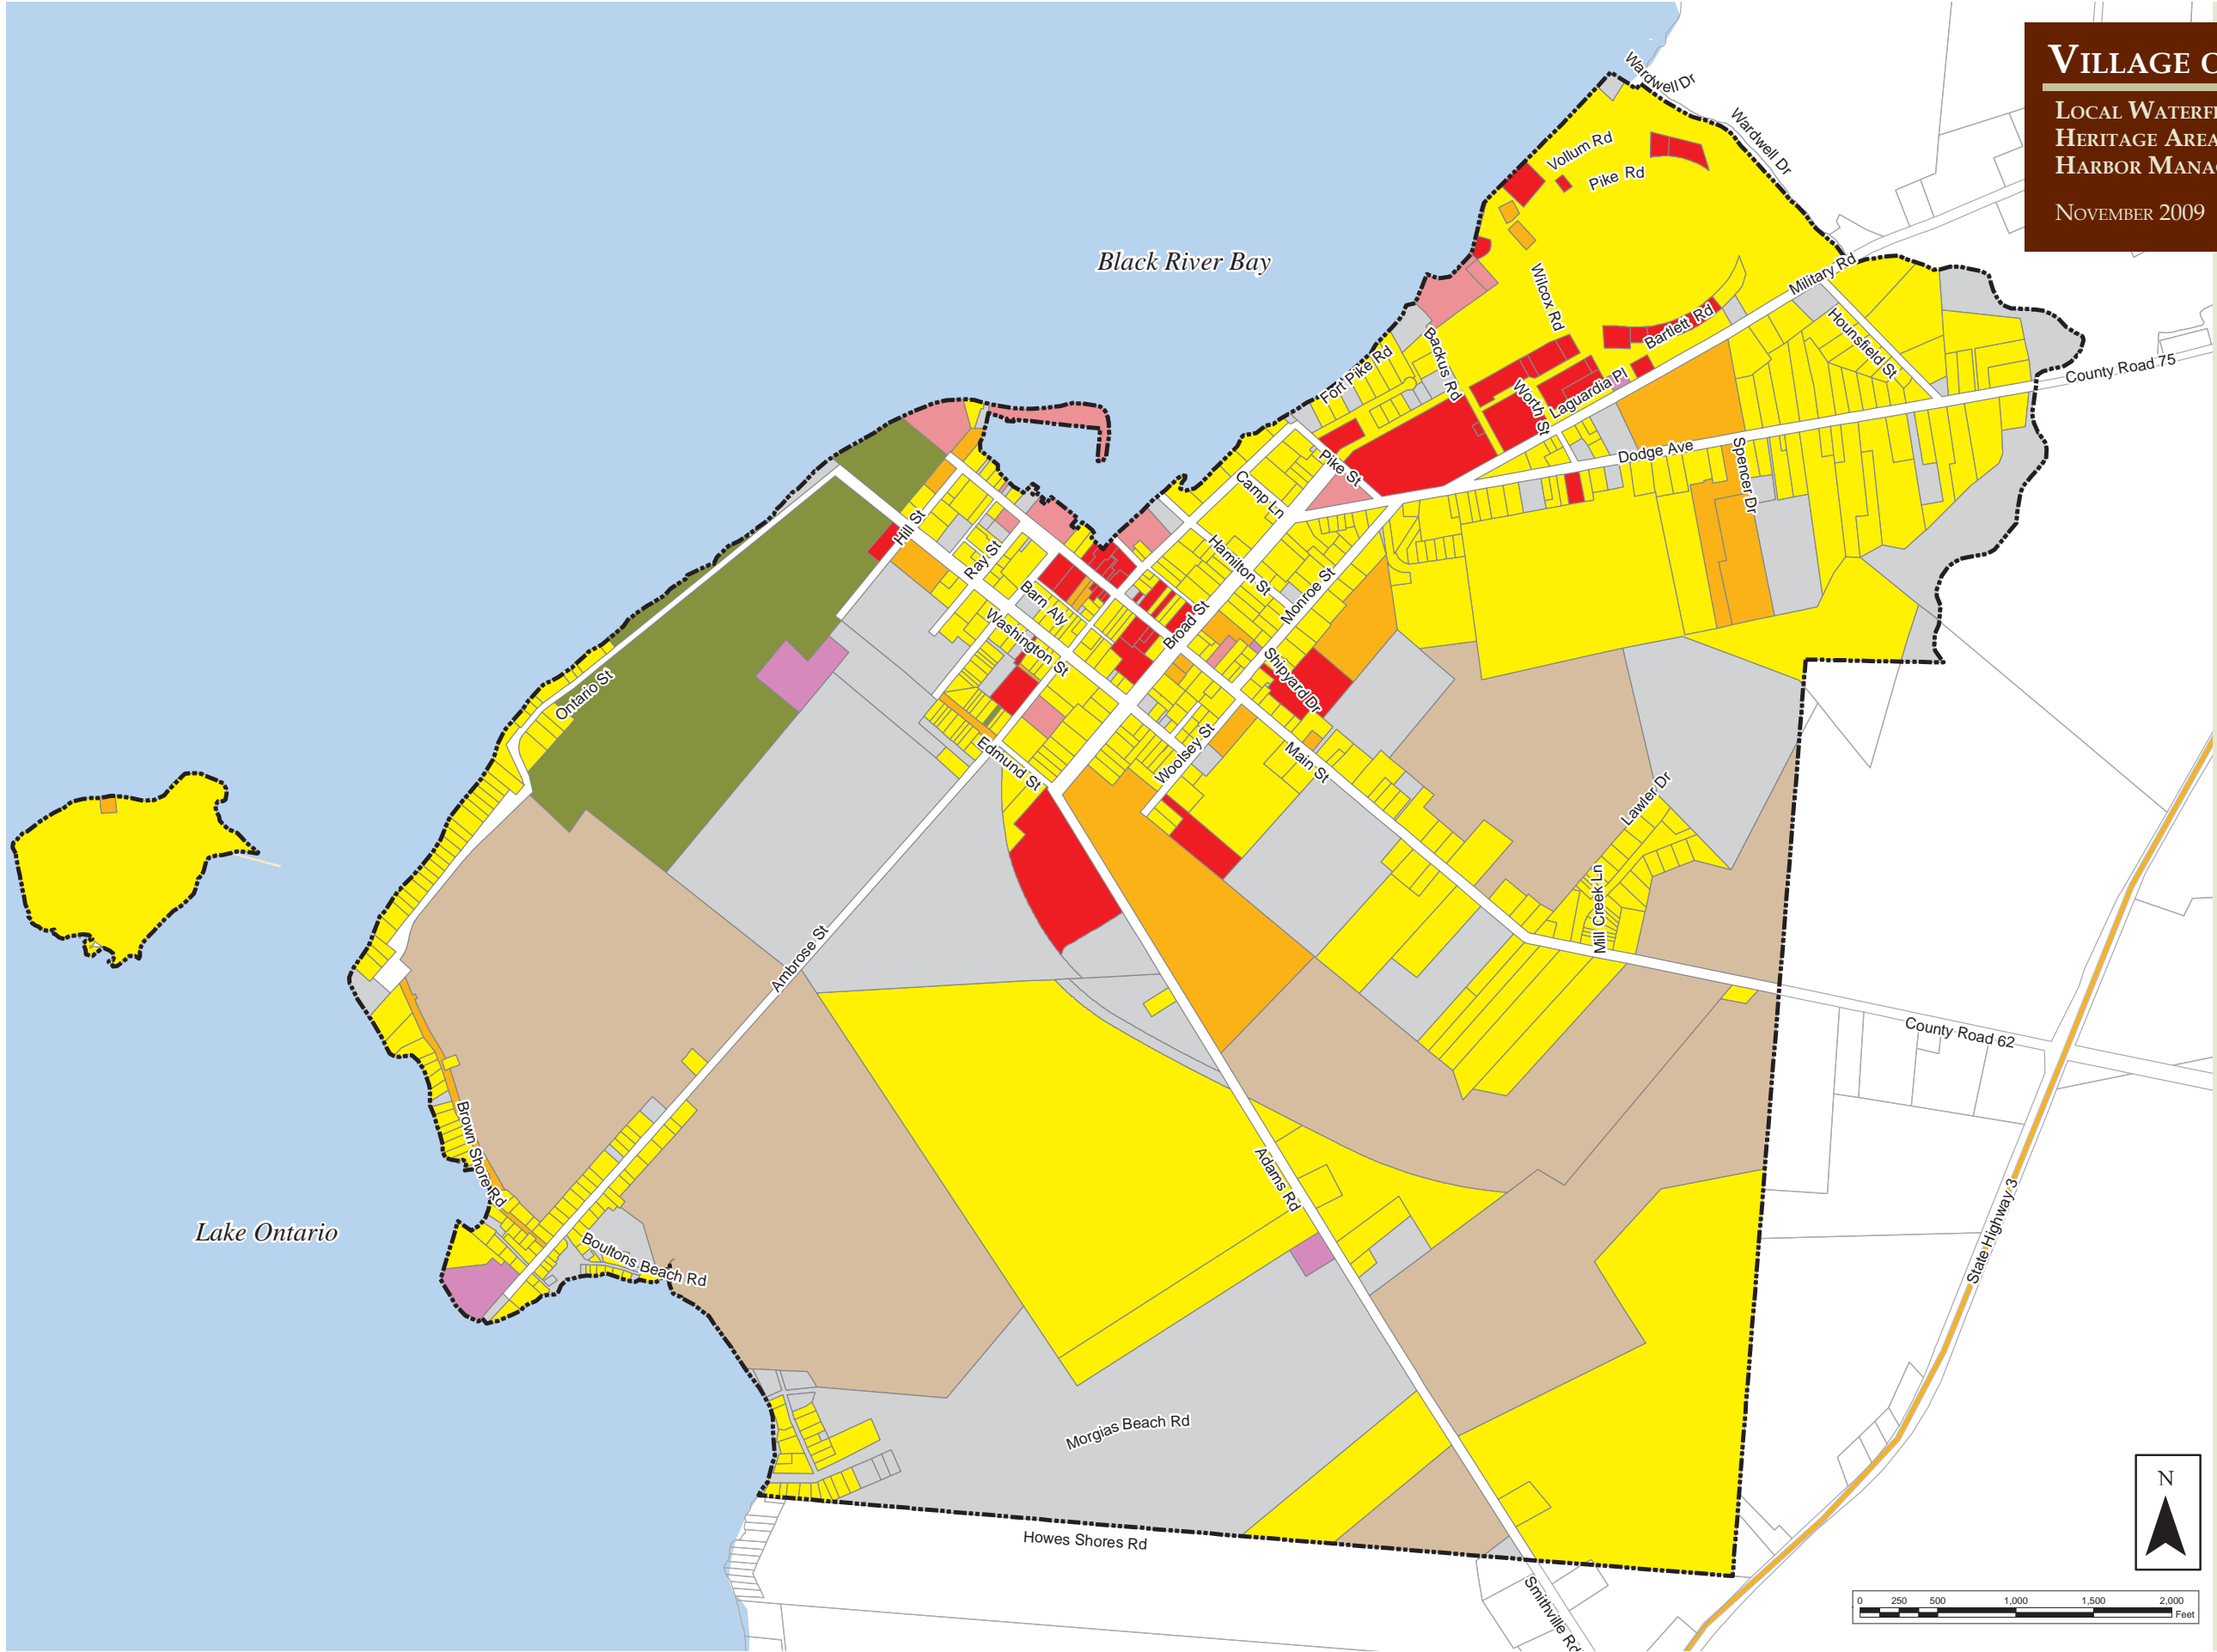 VILLAGE O
LOCAL WATERF
HERITAGE AREA
HARBOR MANA
NOVEMBER 2009
Wardwell Dr
Wardwell Dr
Vollum Rd
Pike Rd
Black River Bay
Wilcox Rd
Military Rd
Bartlett Rd
Hounsfield St
County Road 75
Backus Rd
Fort Pike Rd
Worth St
Laguardia Pl
Dodge Ave
Spencer Dr
Pike St
Camp Ln
Hill St
Ray St
Hamilton St
Monroe St
Barn Aly
Washington St
Broad St
Shipyard Dr
Ontario St
Edmund St
Woolsey St
Main St
Lawler Dr
Mill Creek Ln
Ambrose St
County Road 62
Brown Shore Rd
Adams Rd
Lake Ontario
Boultons Beach Rd
State Highway 3
Morgias Beach Rd
Howes Shores Rd
Smithville Rd
N
0 250 500 1,000 1,500 2,000
Feet